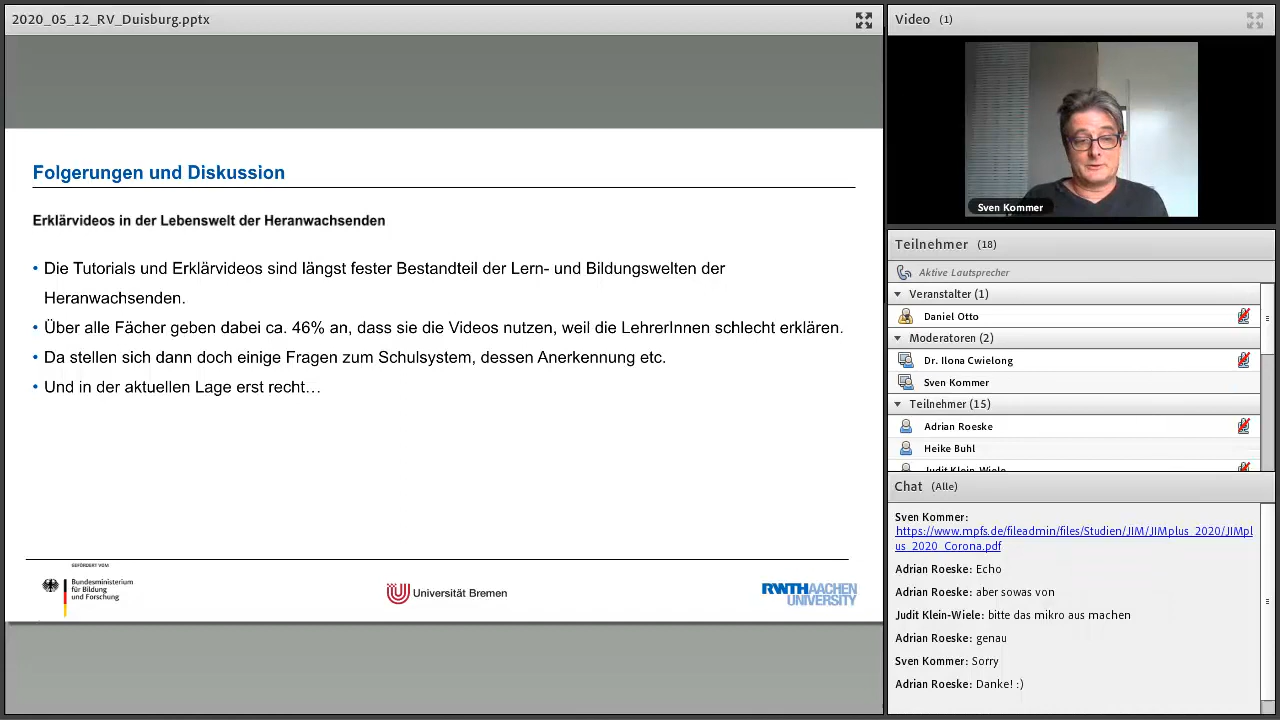 2020_05_12_RV_Duisburg.pptx
Folgerungen und Diskussion
Erklärvideos in der Lebenswelt der Heranwachsenden
• Die Tutorials und Erklärvideos sind längst fester Bestandteil der Lern- und Bildungswelten der
Heranwachsenden.
• Über alle Fächer geben dabei ca. 46% an, dass sie die Videos nutzen, weil die LehrerInnen schlecht erklären.
• Da stellen sich dann doch einige Fragen zum Schulsystem, dessen Anerkennung etc.
• Und in der aktuellen Lage erst recht…
GEFÖRDERT VOM
Bundesministerium
für Bildung
und Forschung
Universität Bremen
RWTHAACHEN
UNIVERSITY
Video (1)
Sven Kommer
Teilnehmer (18)
Aktive Lautsprecher
Veranstalter (1)
Daniel Otto
Moderatoren (2)
Dr. Ilona Cwielong
Sven Kommer
Teilnehmer (15)
Adrian Roeske
Heike Buhl
Judit Klein-Wiele
Chat (Alle)
Sven Kommer:
https://www.mpfs.de/fileadmin/files/Studien/JIM/JIMplus_2020/JIMpl
us_2020_Corona.pdf
Adrian Roeske: Echo
Adrian Roeske: aber sowas von
Judit Klein-Wiele: bitte das mikro aus machen
Adrian Roeske: genau
Sven Kommer: Sorry
Adrian Roeske: Danke! :)